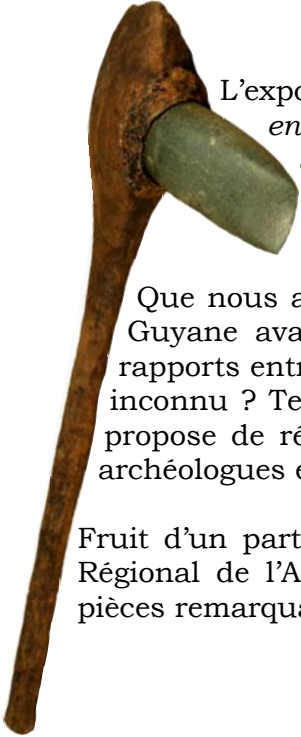 L’expo
en
Que nous a
Guyane ava
rapports entr
inconnu ? Te
propose de ré
archéologues e
Fruit d’un part
Régional de l’A
pièces remarqua